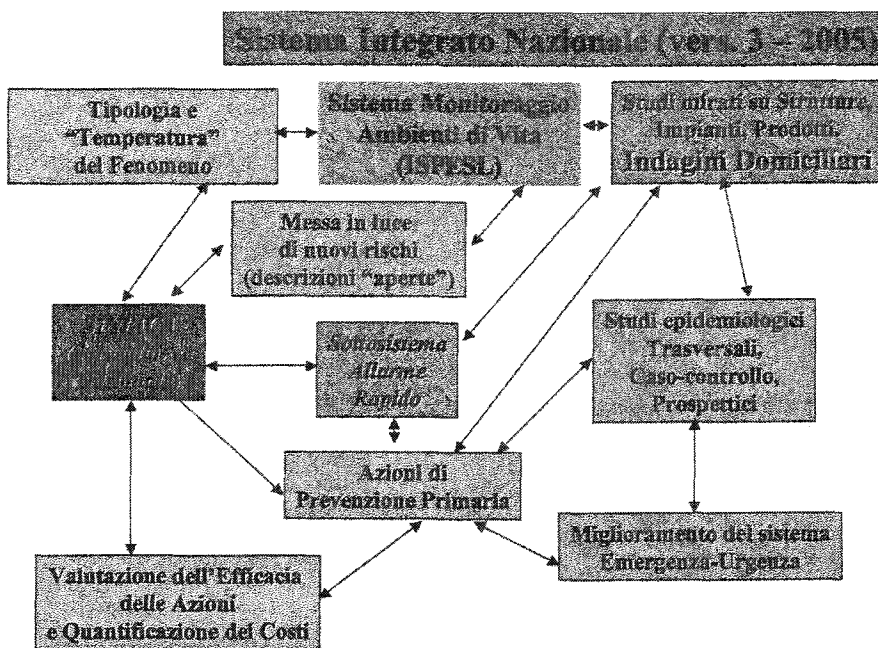 Sistema Integrato Nazionale (vers. 3 – 2005)
Tipologia e
“Temperatura”
del Fenomeno
Sistema Monitoraggio
Ambienti di Vita
(ISPESL)
Studi mirati su Strutture,
Impianti, Prodotti.
Indagini Domiciliari
Messa in luce
di nuovi rischi
(descrizioni “aperte”)
Sottosistema
Allarme
Rapido
Studi epidemiologici
Trasversali,
Caso-controllo,
Prospettici
Azioni di
Prevenzione Primaria
Miglioramento del sistema
Emergenza-Urgenza
Valutazione dell’Efficacia
delle Azioni
e Quantificazione dei Costi